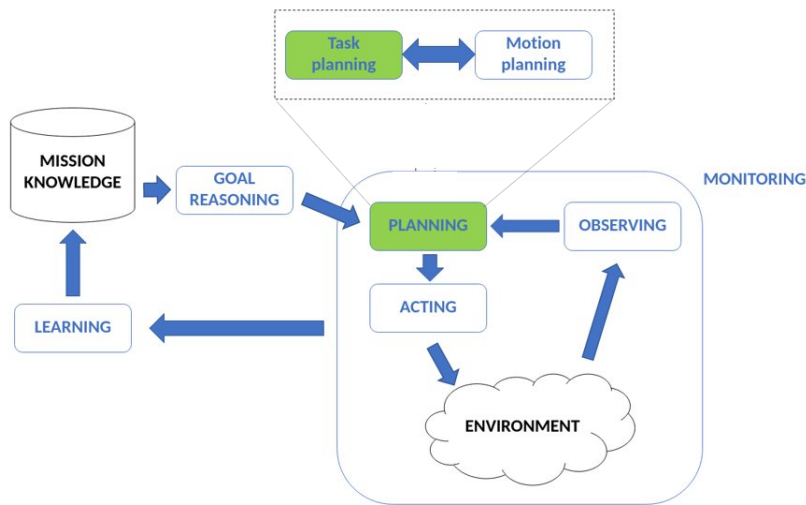 Task
planning
Motion
planning
MISSION
KNOWLEDGE
GOAL
REASONING
MONITORING
PLANNING
OBSERVING
ACTING
LEARNING
ENVIRONMENT